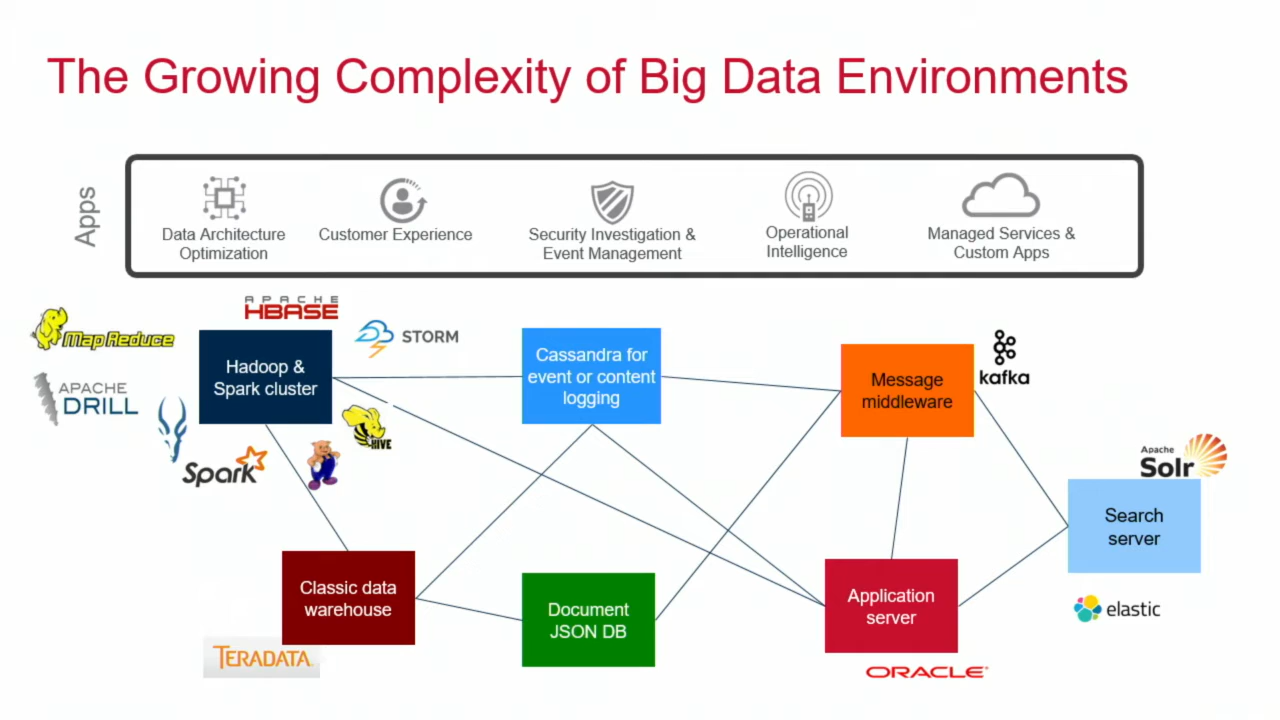 The Growing Complexity of Big Data Environments
Apps
Data Architecture
Optimization
Customer Experience
Security Investigation &
Event Management
Operational
Intelligence
Managed Services &
Custom Apps
APACHE
HBASE
Map Reduce
STORM
Hadoop &
Spark cluster
APACHE
DRILL
HIVE
Spark
Cassandra for
event or content
logging
Message
middleware
kafka
Apache
Solr
Search
server
elastic
Classic data
warehouse
TERADATA
Document
JSON DB
Application
server
ORACLE